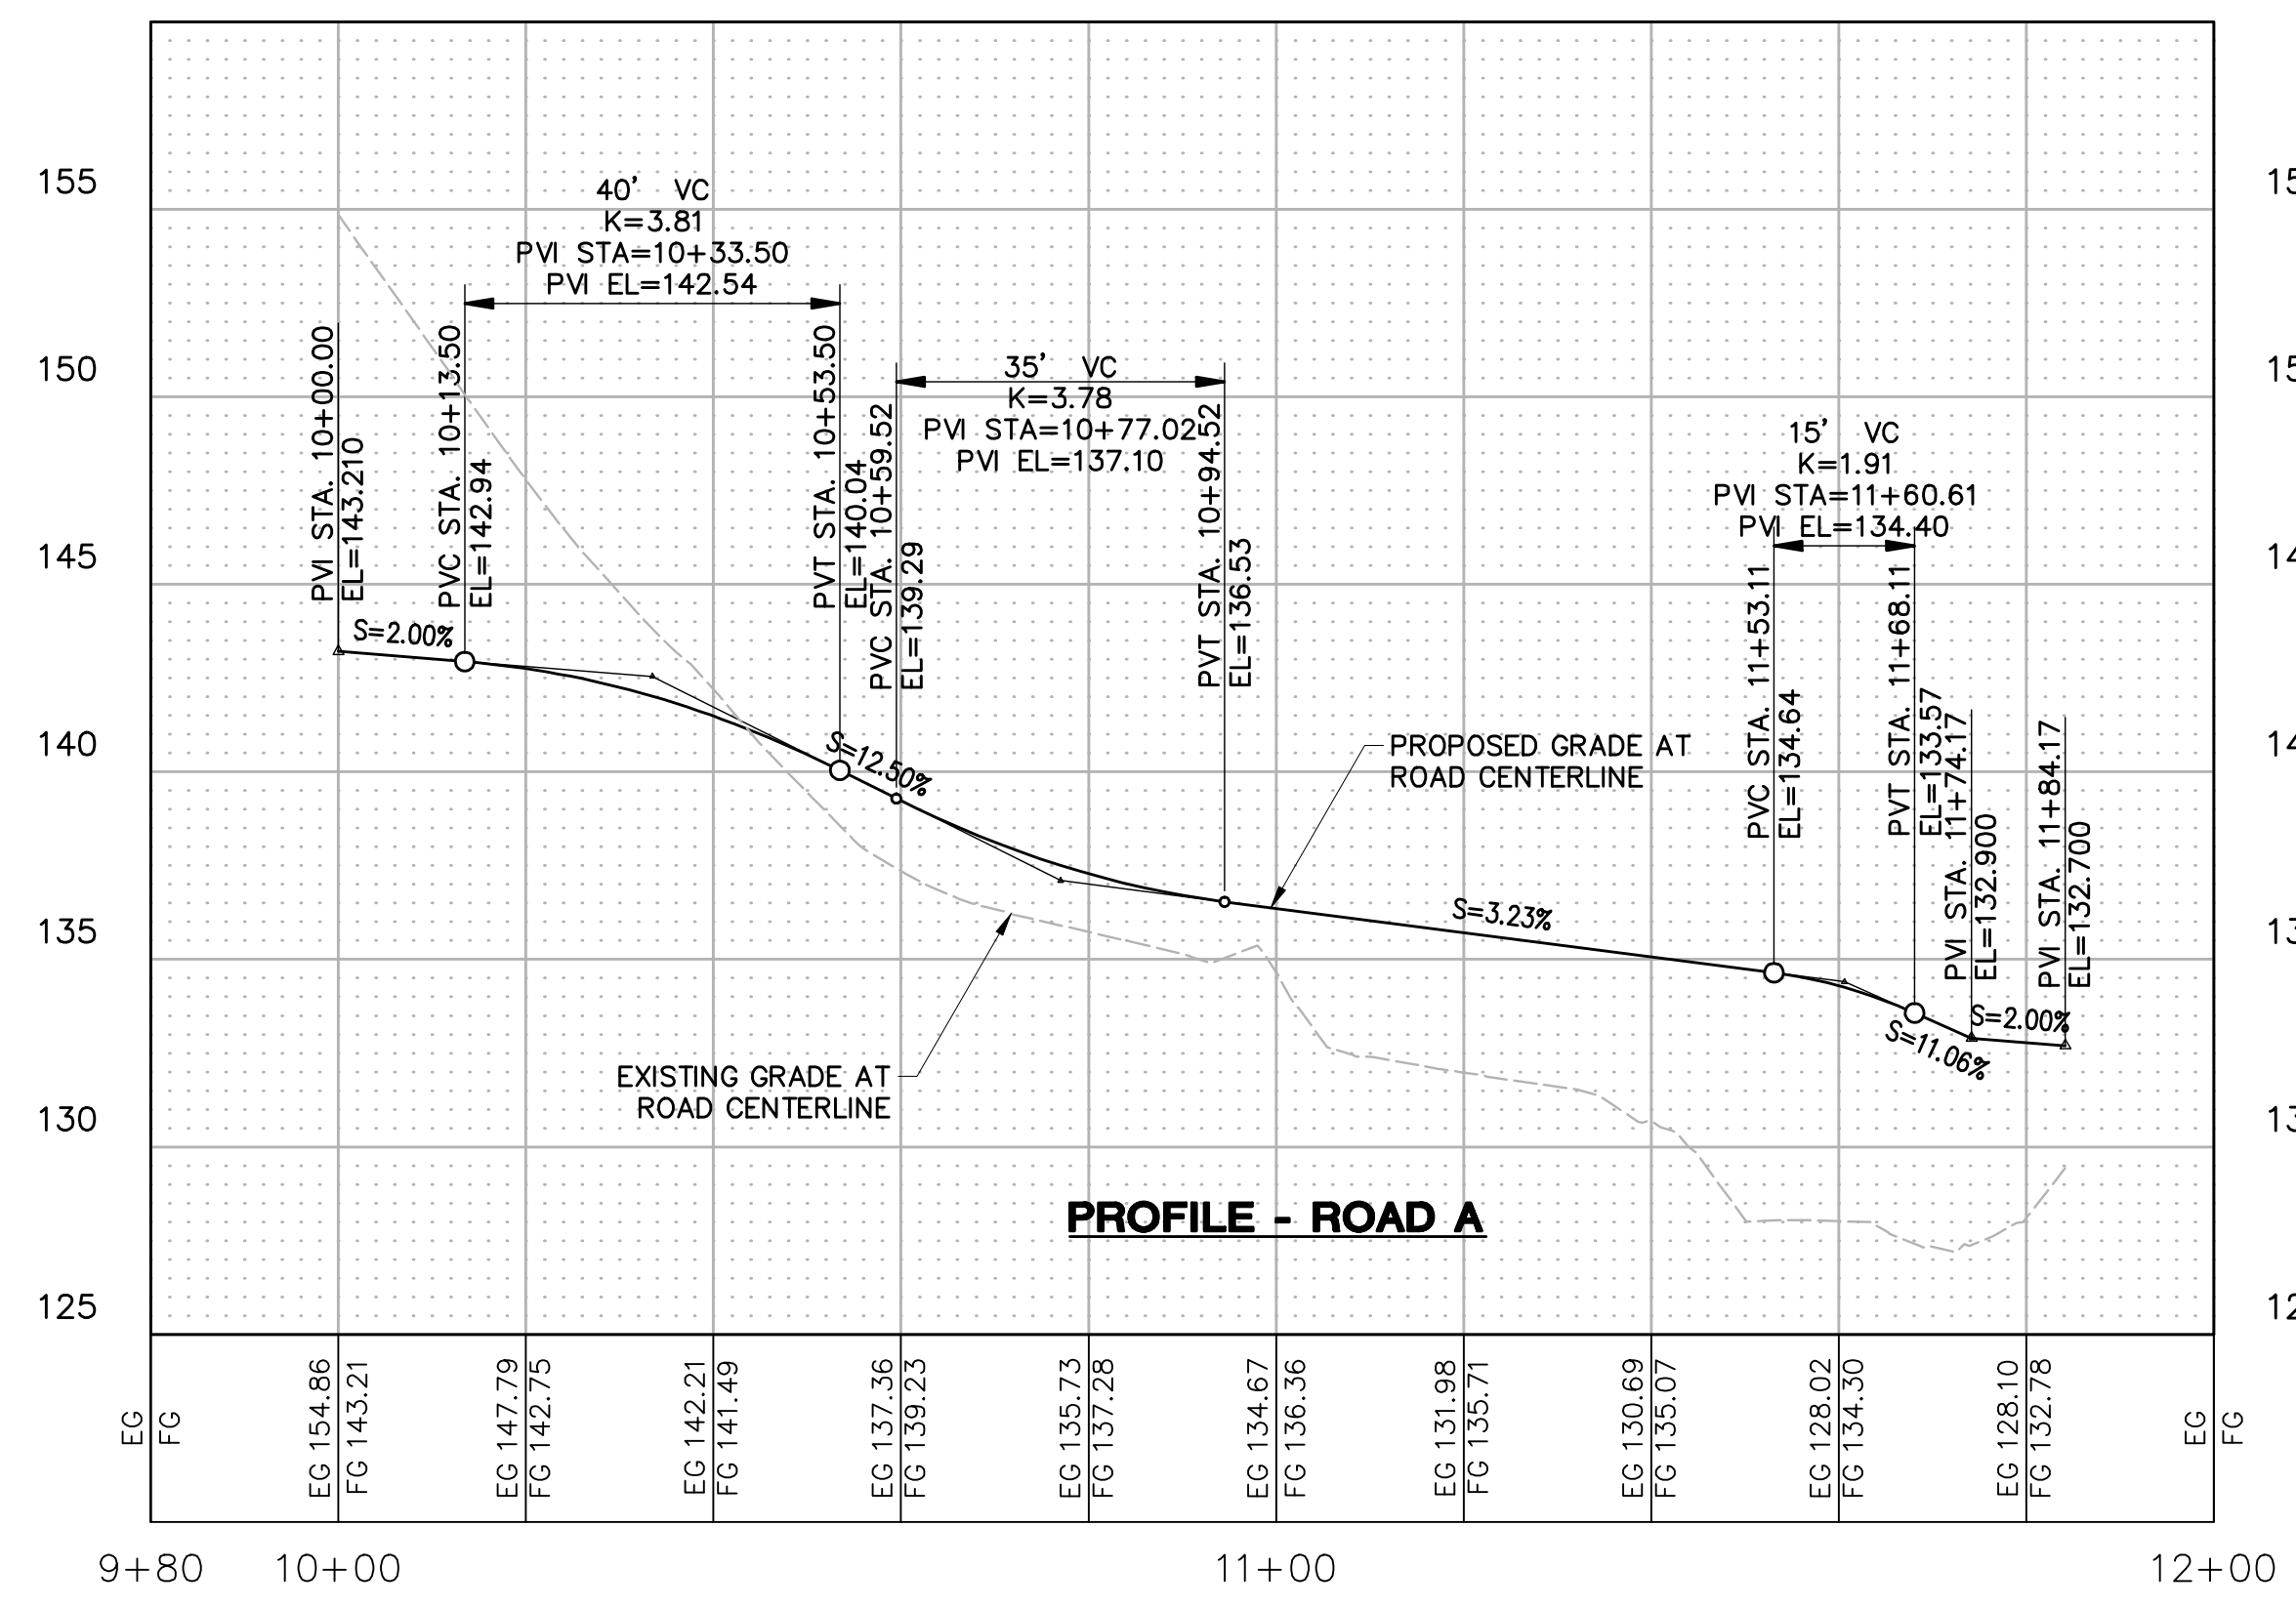 40' VC
K=3.81
PVI STA=10+33.50
PVI EL=142.54
35' VC
K=3.78
PVI STA=10+77.02
PVI EL=137.10
15' VC
K=1.91
PVI STA=11+60.61
PVI EL=134.40
PVI STA. 10+00.00
EL=143.210
PVC STA. 10+13.50
EL=142.94
PVT STA. 10+53.50
EL=140.04
PVC STA. 10+59.52
EL=139.29
PVT STA. 10+94.52
EL=136.53
PVC STA. 11+53.11
EL=134.64
PVT STA. 11+68.11
EL=133.57
PVI STA. 11+74.17
EL=132.900
PVI STA. 11+84.17
EL=132.700
S=2.00%
S=12.50%
S=3.23%
S=11.06%
S=2.00%
PROPOSED GRADE AT
ROAD CENTERLINE
EXISTING GRADE AT
ROAD CENTERLINE
PROFILE - ROAD A
155
150
145
140
135
130
125
15
15
14
14
13
13
12
EG
FG
EG 154.86
FG 143.21
EG 147.79
FG 142.75
EG 142.21
FG 141.49
EG 137.36
FG 139.23
EG 135.73
FG 137.28
EG 134.67
FG 136.36
EG 131.98
FG 135.71
EG 130.69
FG 135.07
EG 128.02
FG 134.30
EG 128.10
FG 132.78
EG
FG
9+80 10+00 11+00 12+00